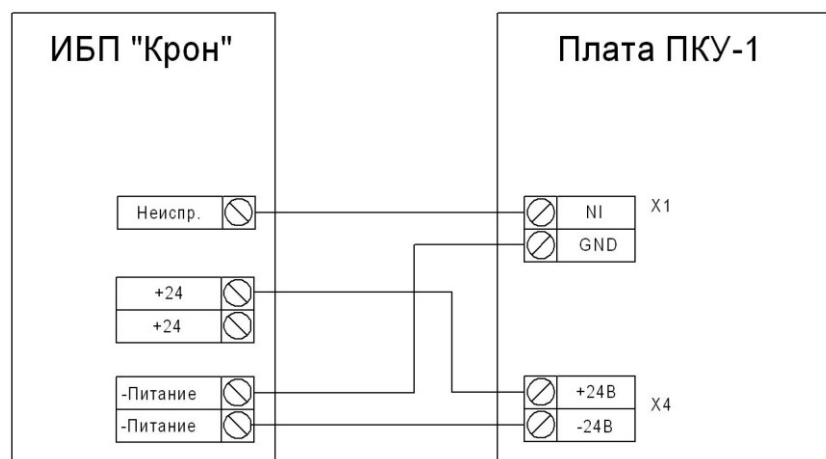 ИБП "Крон"
Плата ПКУ-1
Неиспр.
+24
+24
-Питание
-Питание
NI
X1
GND
+24В
X4
-24В